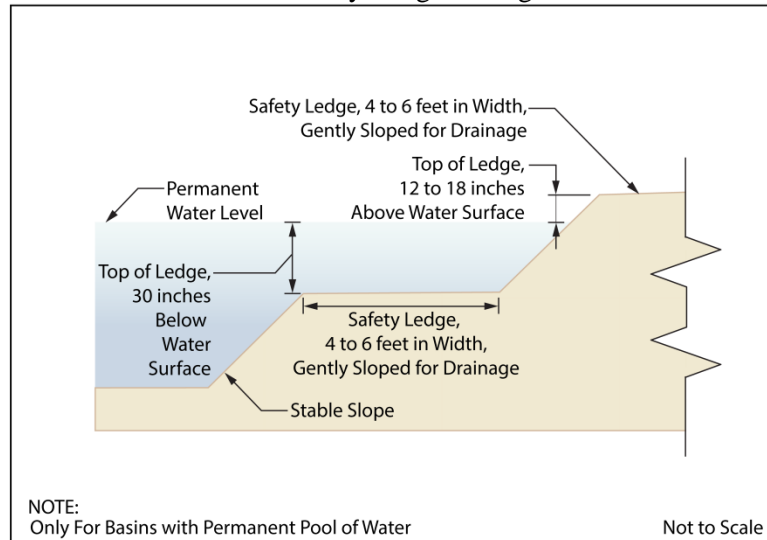 Safety Ledge, 4 to 6 feet in Width,
Gently Sloped for Drainage
Top of Ledge,
12 to 18 inches
Above Water Surface
Permanent
Water Level
Top of Ledge,
30 inches
Below
Water
Surface
Safety Ledge,
4 to 6 feet in Width,
Gently Sloped for Drainage
Stable Slope
NOTE:
Only For Basins with Permanent Pool of Water
Not to Scale